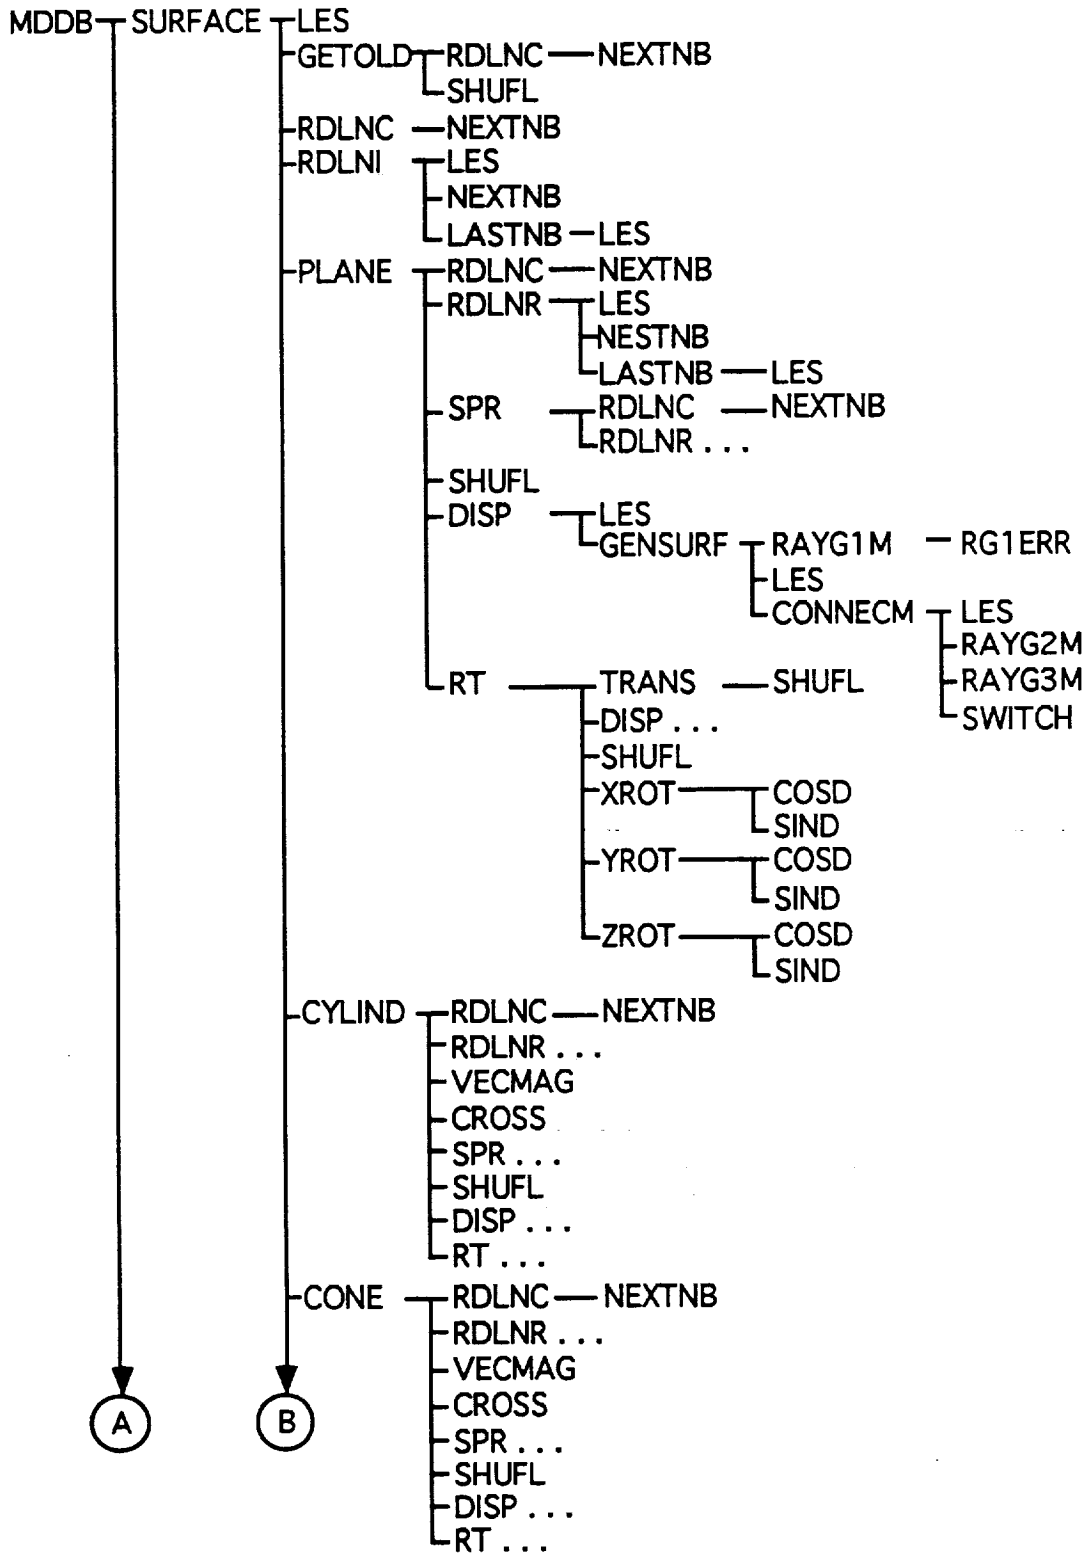 MDDB SURFACE LES
GETOLD RDLNC NEXTNB
SHUFL
RDLNC NEXTNB
RDLNI LES
NEXTNB
LASTNB LES
PLANE RDLNC NEXTNB
RDLNR LES
NESTNB
LASTNB LES
SPR RDLNC NEXTNB
RDLNR . . .
SHUFL
DISP LES
GENSURF RAYG1M RG1ERR
LES
CONNECM LES
RAYG2M
RT TRANS SHUFL RAYG3M
DISP . . . SWITCH
SHUFL
XROT COSD
SIND
YROT COSD
SIND
ZROT COSD
SIND
CYLIND RDLNC NEXTNB
RDLNR . . .
VECMAG
CROSS
SPR . . .
SHUFL
DISP . . .
RT . . .
CONE RDLNC NEXTNB
RDLNR . . .
VECMAG
A B CROSS
SPR . . .
SHUFL
DISP . . .
RT . . .